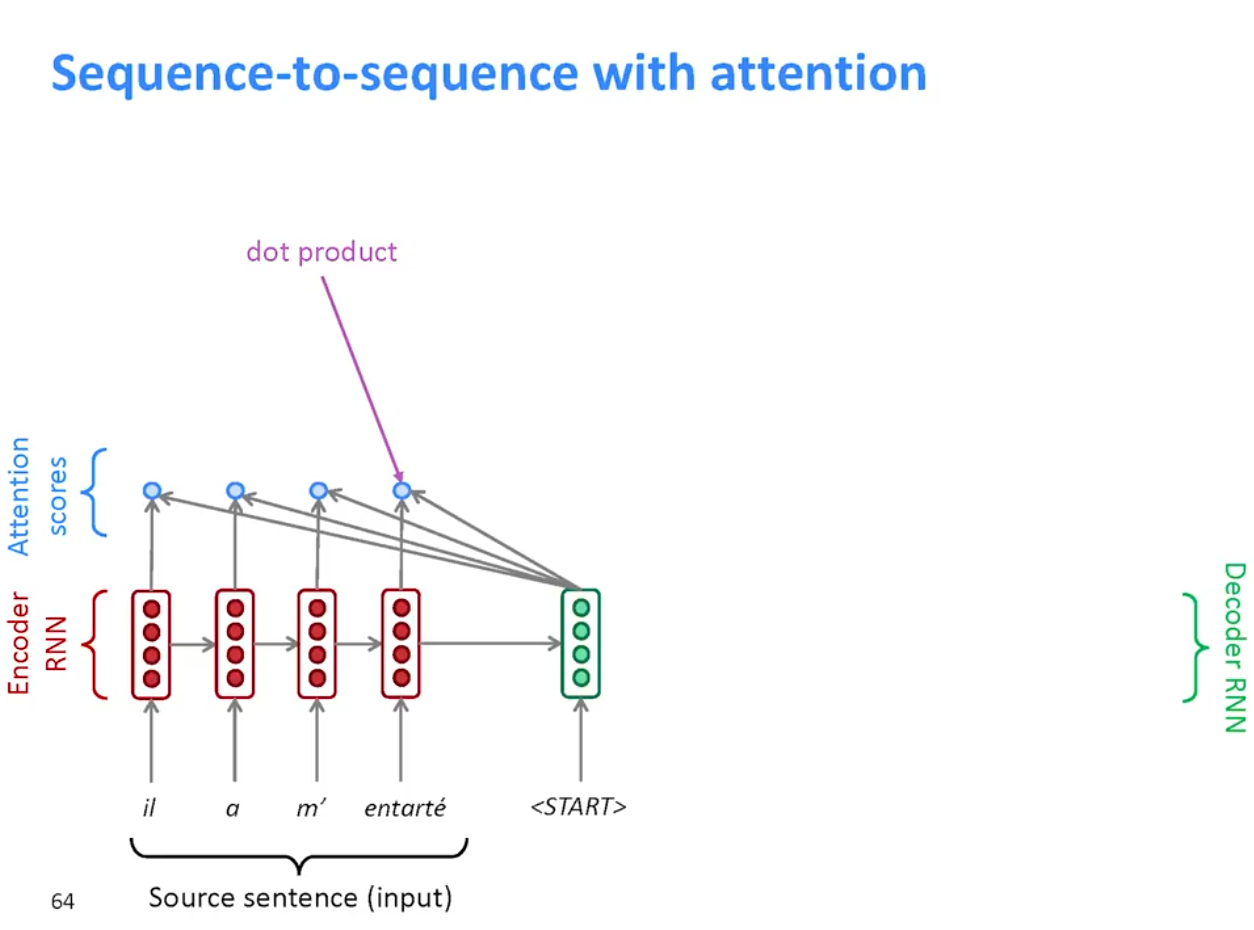 Sequence-to-sequence with attention
dot product
Attention
scores
Encoder
RNN
Decoder RNN
il a m’ entarté <START>
Source sentence (input)
64